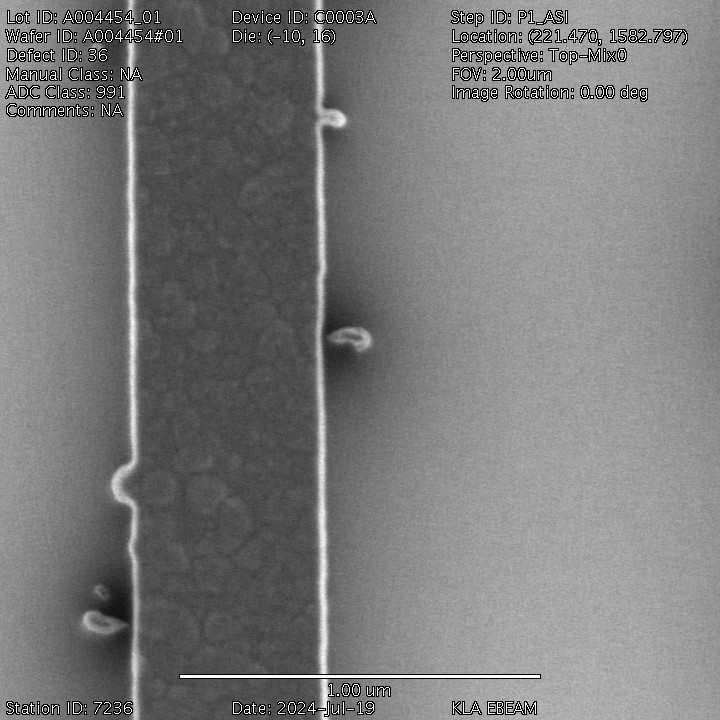 Lot ID: A004454_01 Device ID: C0003A Step ID: P1_ASI
Wafer ID: A004454#01 Die: (-10, 16) Location: (221.470, 1582.797)
Defect ID: 36 Perspective: Top-Mix0
Manual Class: NA FOV: 2.00um
ADC Class: 991 Image Rotation: 0.00 deg
Comments: NA
1.00 um
Station ID: 7236 Date: 2024-Jul-19 KLA EBEAM